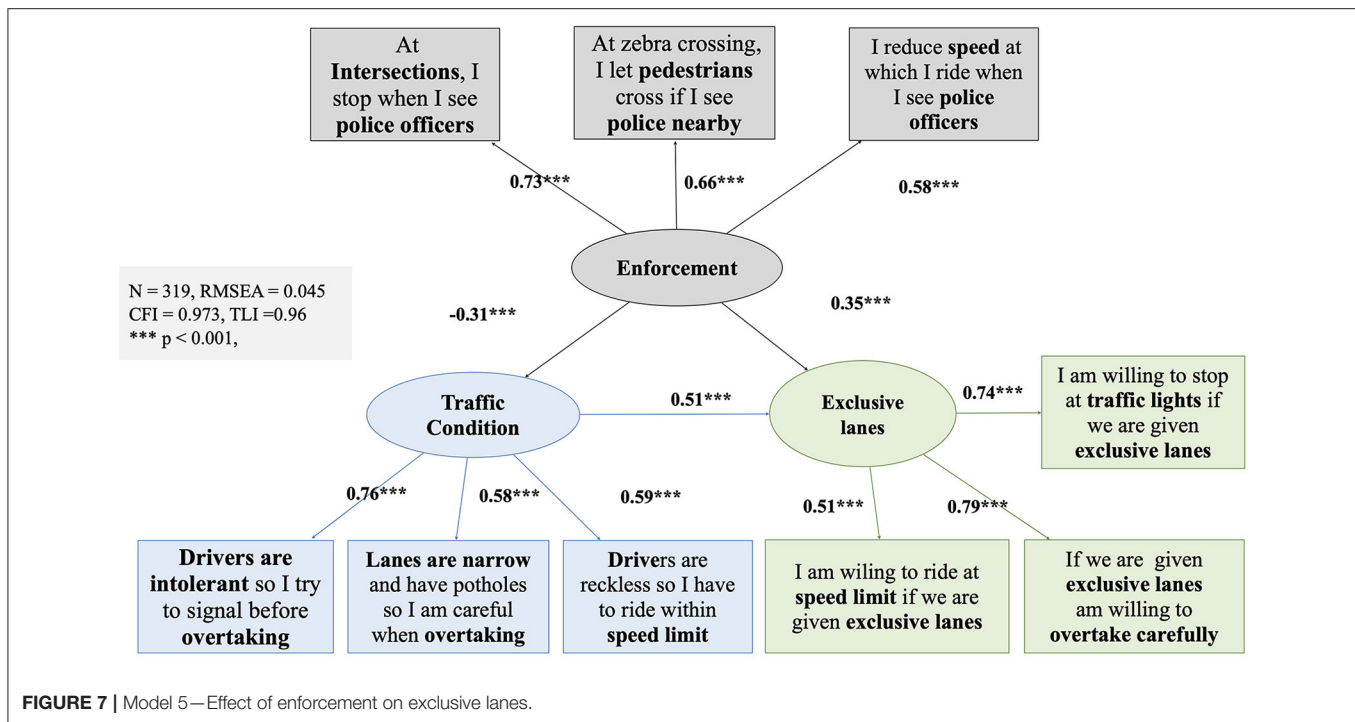 At
Intersections, I
stop when I see
police officers
At zebra crossing,
I let pedestrians
cross if I see
police nearby
I reduce speed at
which I ride when
I see police
officers
0.73***
0.66***
0.58***
Enforcement
N = 319, RMSEA = 0.045
CFI = 0.973, TLI =0.96
*** p < 0.001,
-0.31***
0.35***
Traffic
Condition
0.51***
Exclusive
lanes
0.74***
I am willing to stop
at traffic lights if
we are given
exclusive lanes
0.76***
0.58***
0.59***
0.51***
0.79***
Drivers are
intolerant so I try
to signal before
overtaking
Lanes are narrow
and have potholes
so I am careful
when overtaking
Drivers are
reckless so I have
to ride within
speed limit
I am wiling to ride at
speed limit if we are
given exclusive lanes
If we are given
exclusive lanes
am willing to
overtake carefully
FIGURE 7 | Model 5—Effect of enforcement on exclusive lanes.